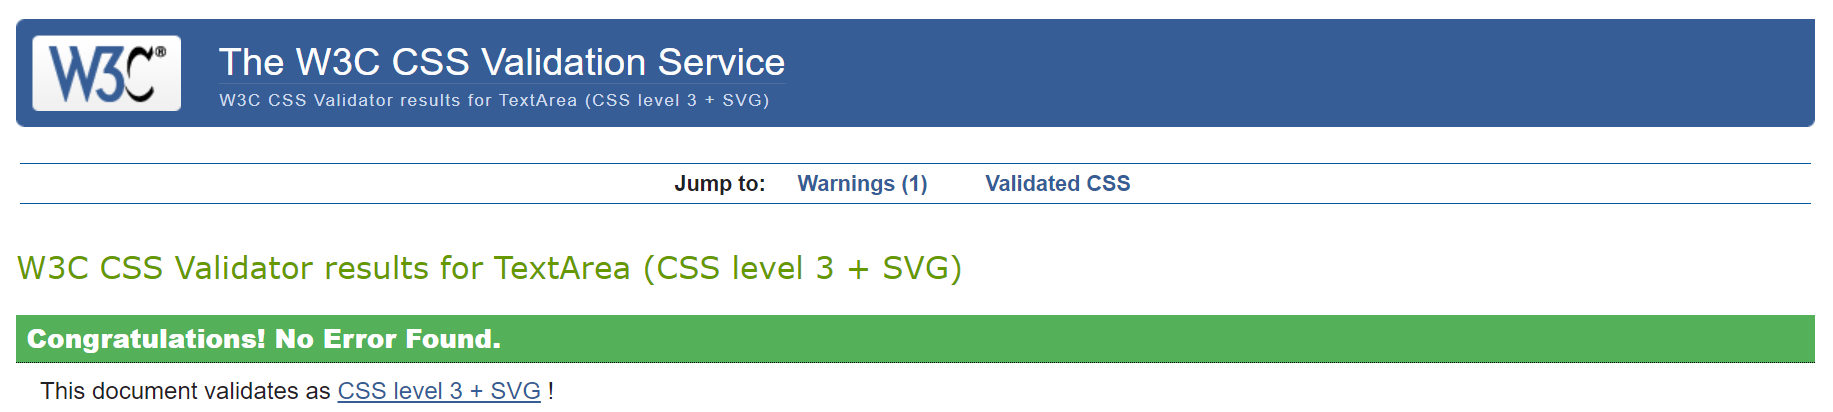 W3C®
The W3C CSS Validation Service
W3C CSS Validator results for TextArea (CSS level 3 + SVG)
Jump to: Warnings (1) Validated CSS
W3C CSS Validator results for TextArea (CSS level 3 + SVG)
Congratulations! No Error Found.
This document validates as CSS level 3 + SVG !